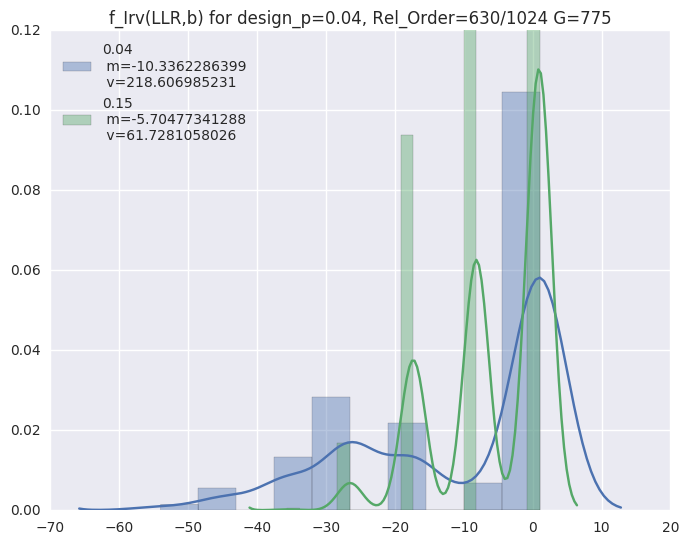 f_Irv(LLR,b) for design_p=0.04, Rel_Order=630/1024 G=775
0.12
0.10
0.08
0.06
0.04
0.02
0.00
0.04
m=-10.3362286399
v=218.606985231
0.15
m=-5.70477341288
v=61.7281058026
−70 −60 −50 −40 −30 −20 −10 0 10 20